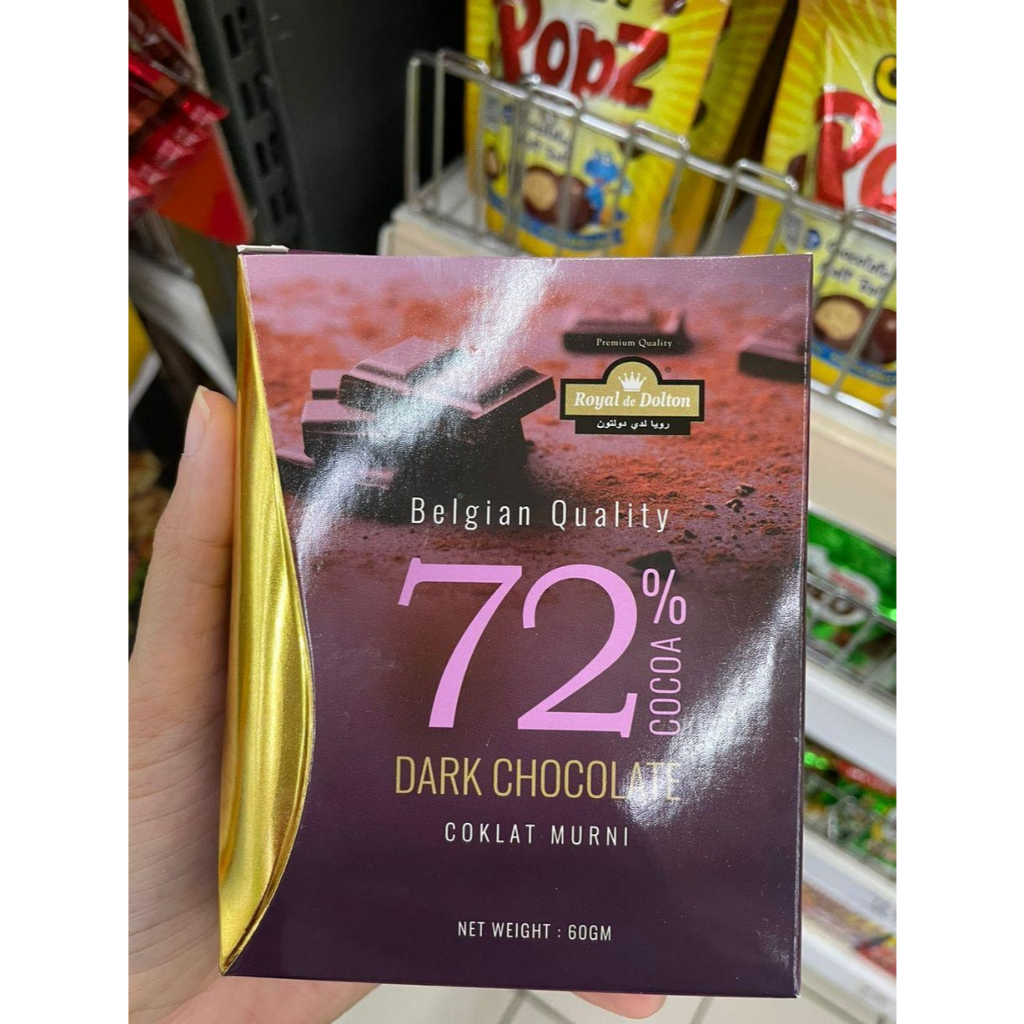 PopZ
Premium Quality
Royal de Dolton
®
رويا لدي دولتون
Belgian Quality
72%
COCOA
DARK CHOCOLATE
COKLAT MURNI
NET WEIGHT : 60GM